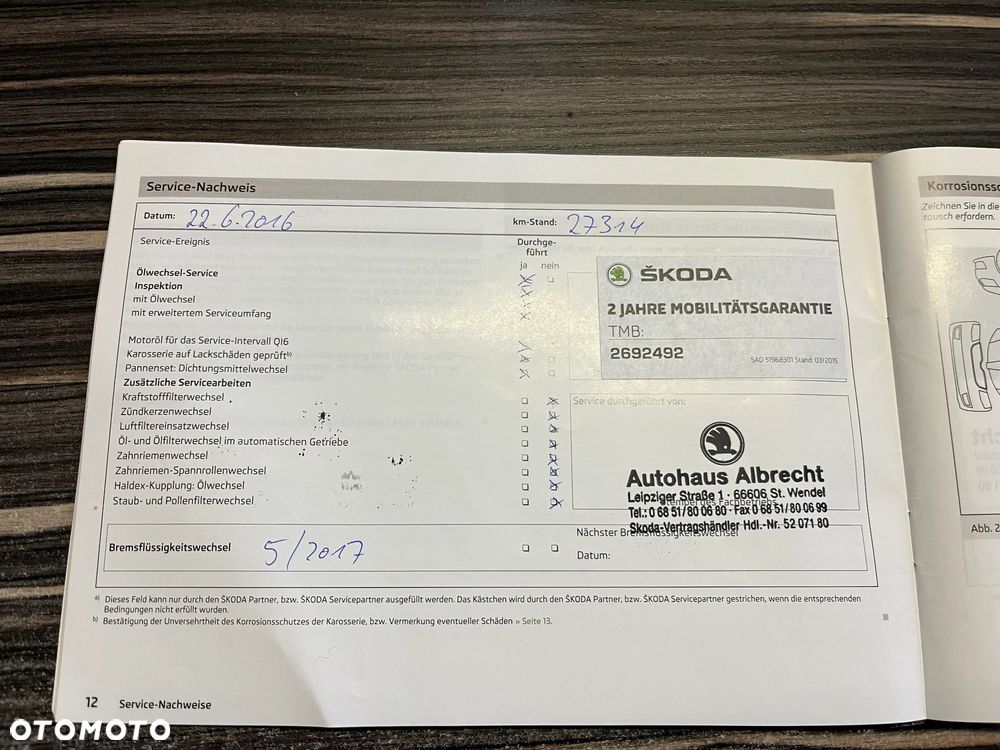 Service-Nachweis
Datum: 22.6.2016
km-Stand: 27314
Service-Ereignis
Durchge-
führt
ja nein
Ölwechsel-Service
Inspektion
mit Ölwechsel
mit erweitertem Serviceumfang
Motoröl für das Service-Intervall QI6
Karosserie auf Lackschäden geprüft b)
Pannenset: Dichtungsmittelwechsel
Zusätzliche Servicearbeiten
Kraftstofffilterwechsel
Zündkerzenwechsel
Luftfiltereinsatzwechsel
Öl- und Ölfilterwechsel im automatischen Getriebe
Zahnriemenwechsel
Zahnriemen-Spannrollenwechsel
Haldex-Kupplung: Ölwechsel
Staub- und Pollenfilterwechsel
ŠKODA
2 JAHRE MOBILITÄTSGARANTIE
TMB:
2692492
SAD 51968301 Stand: 03/2015
Service durchgeführt von:
Autohaus Albrecht
Leipziger Straße 1 · 66606 St. Wendel
Stempel des Fachbetriebs
Tel.: 0 68 51/80 06 80 · Fax 0 68 51/80 06 99
Skoda-Vertragshändler Hdl.-Nr. 52 071 80
Bremsflüssigkeitswechsel 5/2017
Nächster Bremsflüssigkeitswechsel
Datum:
a) Dieses Feld kann nur durch den ŠKODA Partner, bzw. ŠKODA Servicepartner ausgefüllt werden. Das Kästchen wird durch den ŠKODA Partner, bzw. ŠKODA Servicepartner gestrichen, wenn die entsprechenden
Bedingungen nicht erfüllt wurden.
b) Bestätigung der Unversehrtheit des Korrosionsschutzes der Karosserie, bzw. Vermerkung eventueller Schäden » Seite 13.
12 Service-Nachweise
Korrosionssc
Zeichnen Sie in die
tausch erfordern.
Abb. 2
OTOMOTO